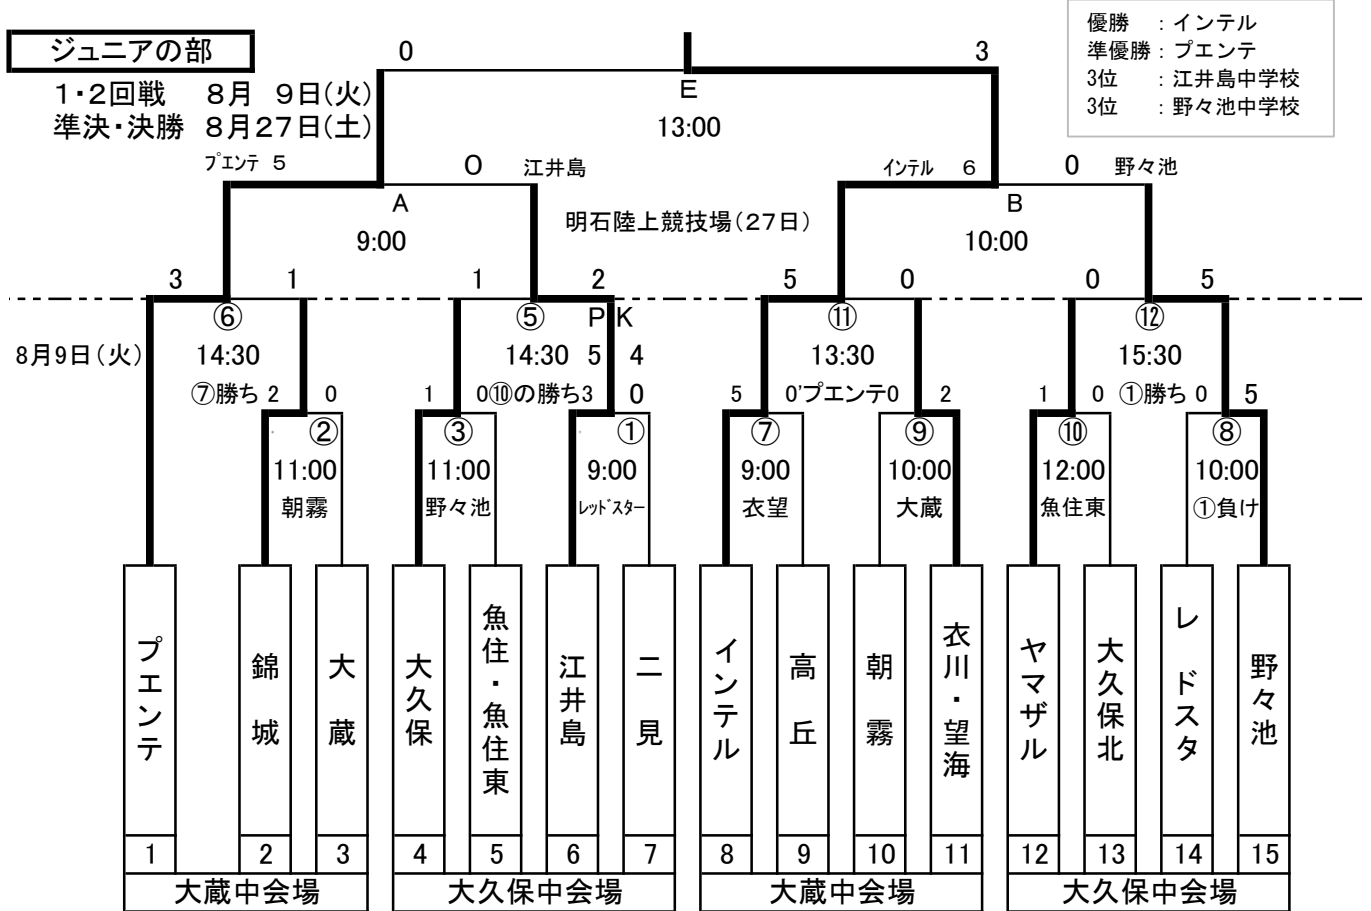 優勝 : インテル
準優勝 : プエンテ
3位 : 江井島中学校
3位 : 野々池中学校
ジュニアの部
0 3
1・2回戦 8月 9日(火)
準決・決勝 8月27日(土)
E
13:00
プエンテ 5 0 江井島 インテル 6 0 野々池
A B
明石陸上競技場(27日)
9:00 10:00
3 1 1 2 5 0 0 5
⑥ ⑤ P K ⑪ ⑫
8月9日(火) 14:30 14:30 5 4 13:30 15:30
⑦勝ち 2 0 1 0 ⑩の勝ち 3 0 5 0 'プエンテ 0 2 1 0 ①勝ち 0 5
② ③ ① ⑦ ⑨ ⑩ ⑧
11:00 11:00 9:00 9:00 10:00 12:00 10:00
朝霧 野々池 レッドスター 衣望 大蔵 魚住東 ①負け
プエンテ
錦城
大蔵
大久保
魚住・魚住東
江井島
二見
インテル
高丘
朝霧
衣川・望海
ヤマザル
大久保北
レ ドスタ
野々池
1 2 3 4 5 6 7 8 9 10 11 12 13 14 15
大蔵中会場 大久保中会場 大蔵中会場 大久保中会場